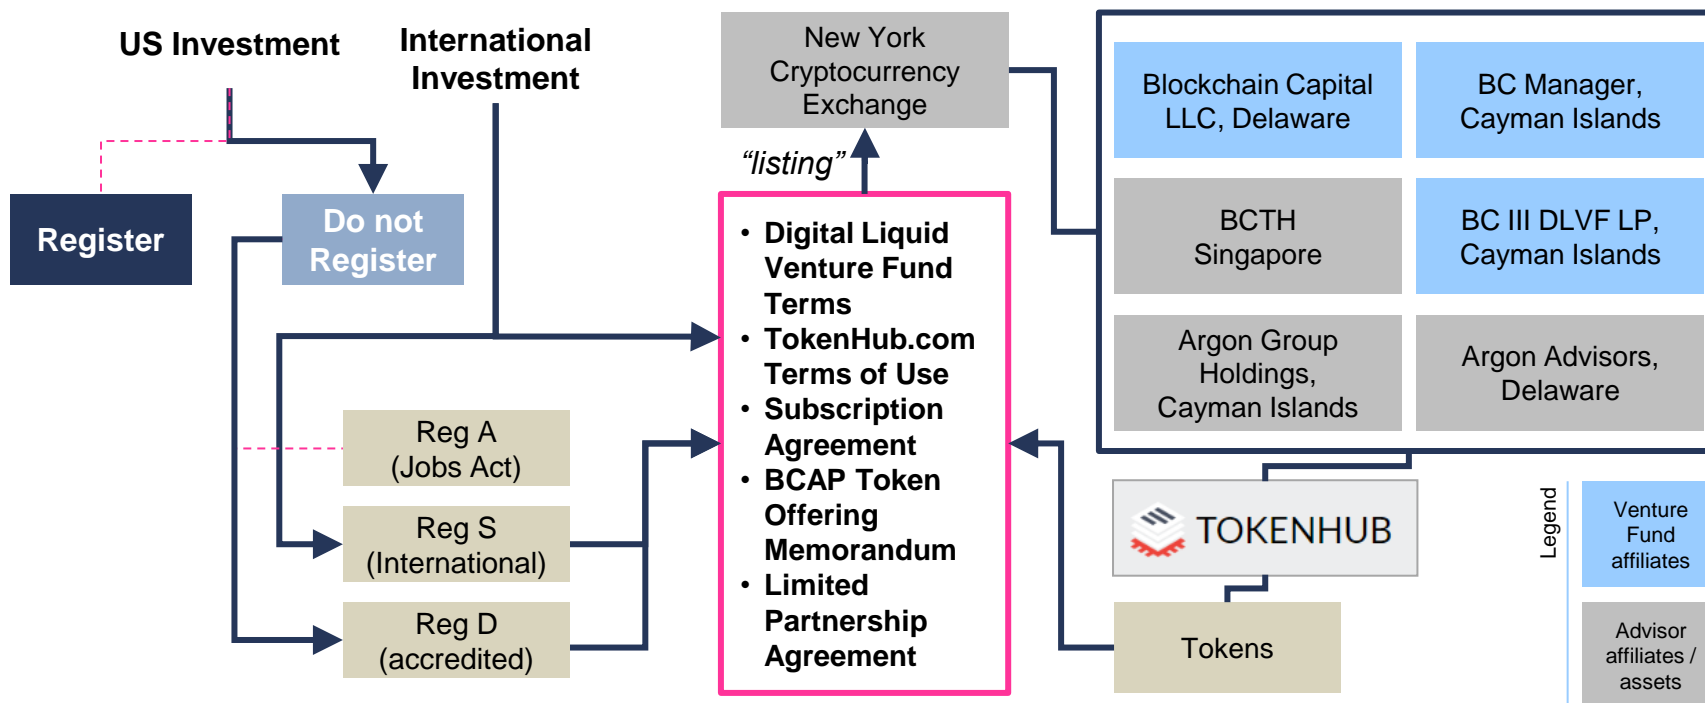 US Investment
International
Investment
New York
Cryptocurrency
Exchange
Blockchain Capital
LLC, Delaware
BC Manager,
Cayman Islands
“listing”
Register
Do not
Register
BCTH
Singapore
BC III DLVF LP,
Cayman Islands
• Digital Liquid
Venture Fund
Terms
• TokenHub.com
Terms of Use
• Subscription
Agreement
• BCAP Token
Offering
Memorandum
• Limited
Partnership
Agreement
Argon Group
Holdings,
Cayman Islands
Argon Advisors,
Delaware
Reg A
(Jobs Act)
Reg S
(International)
Reg D
(accredited)
TOKENHUB
Tokens
Legend
Venture
Fund
affiliates
Advisor
affiliates /
assets